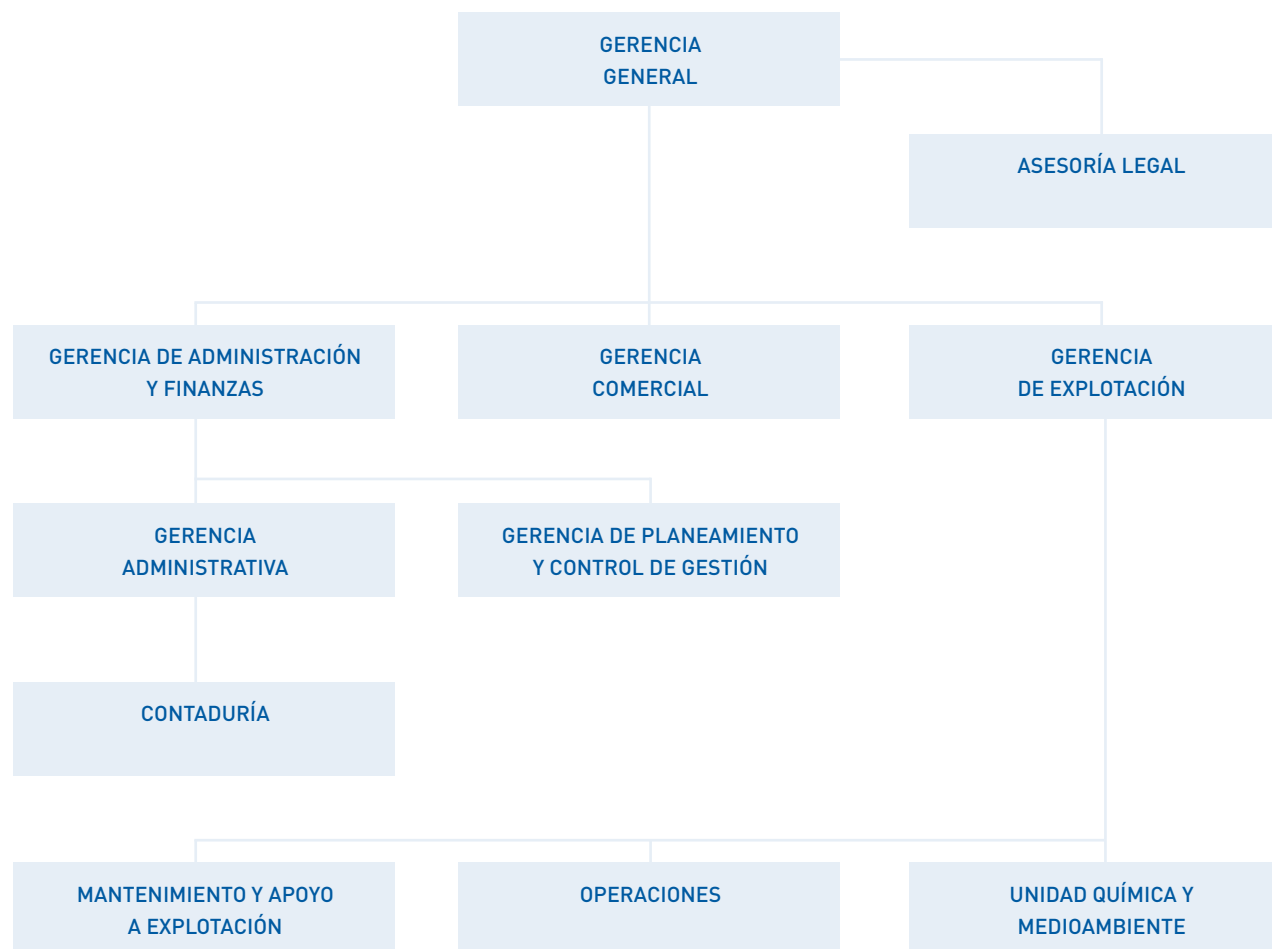 GERENCIA
GENERAL
ASESORÍA LEGAL
GERENCIA DE ADMINISTRACIÓN
Y FINANZAS
GERENCIA
COMERCIAL
GERENCIA
DE EXPLOTACIÓN
GERENCIA
ADMINISTRATIVA
GERENCIA DE PLANEAMIENTO
Y CONTROL DE GESTIÓN
CONTADURÍA
MANTENIMIENTO Y APOYO
A EXPLOTACIÓN
OPERACIONES
UNIDAD QUÍMICA Y
MEDIOAMBIENTE